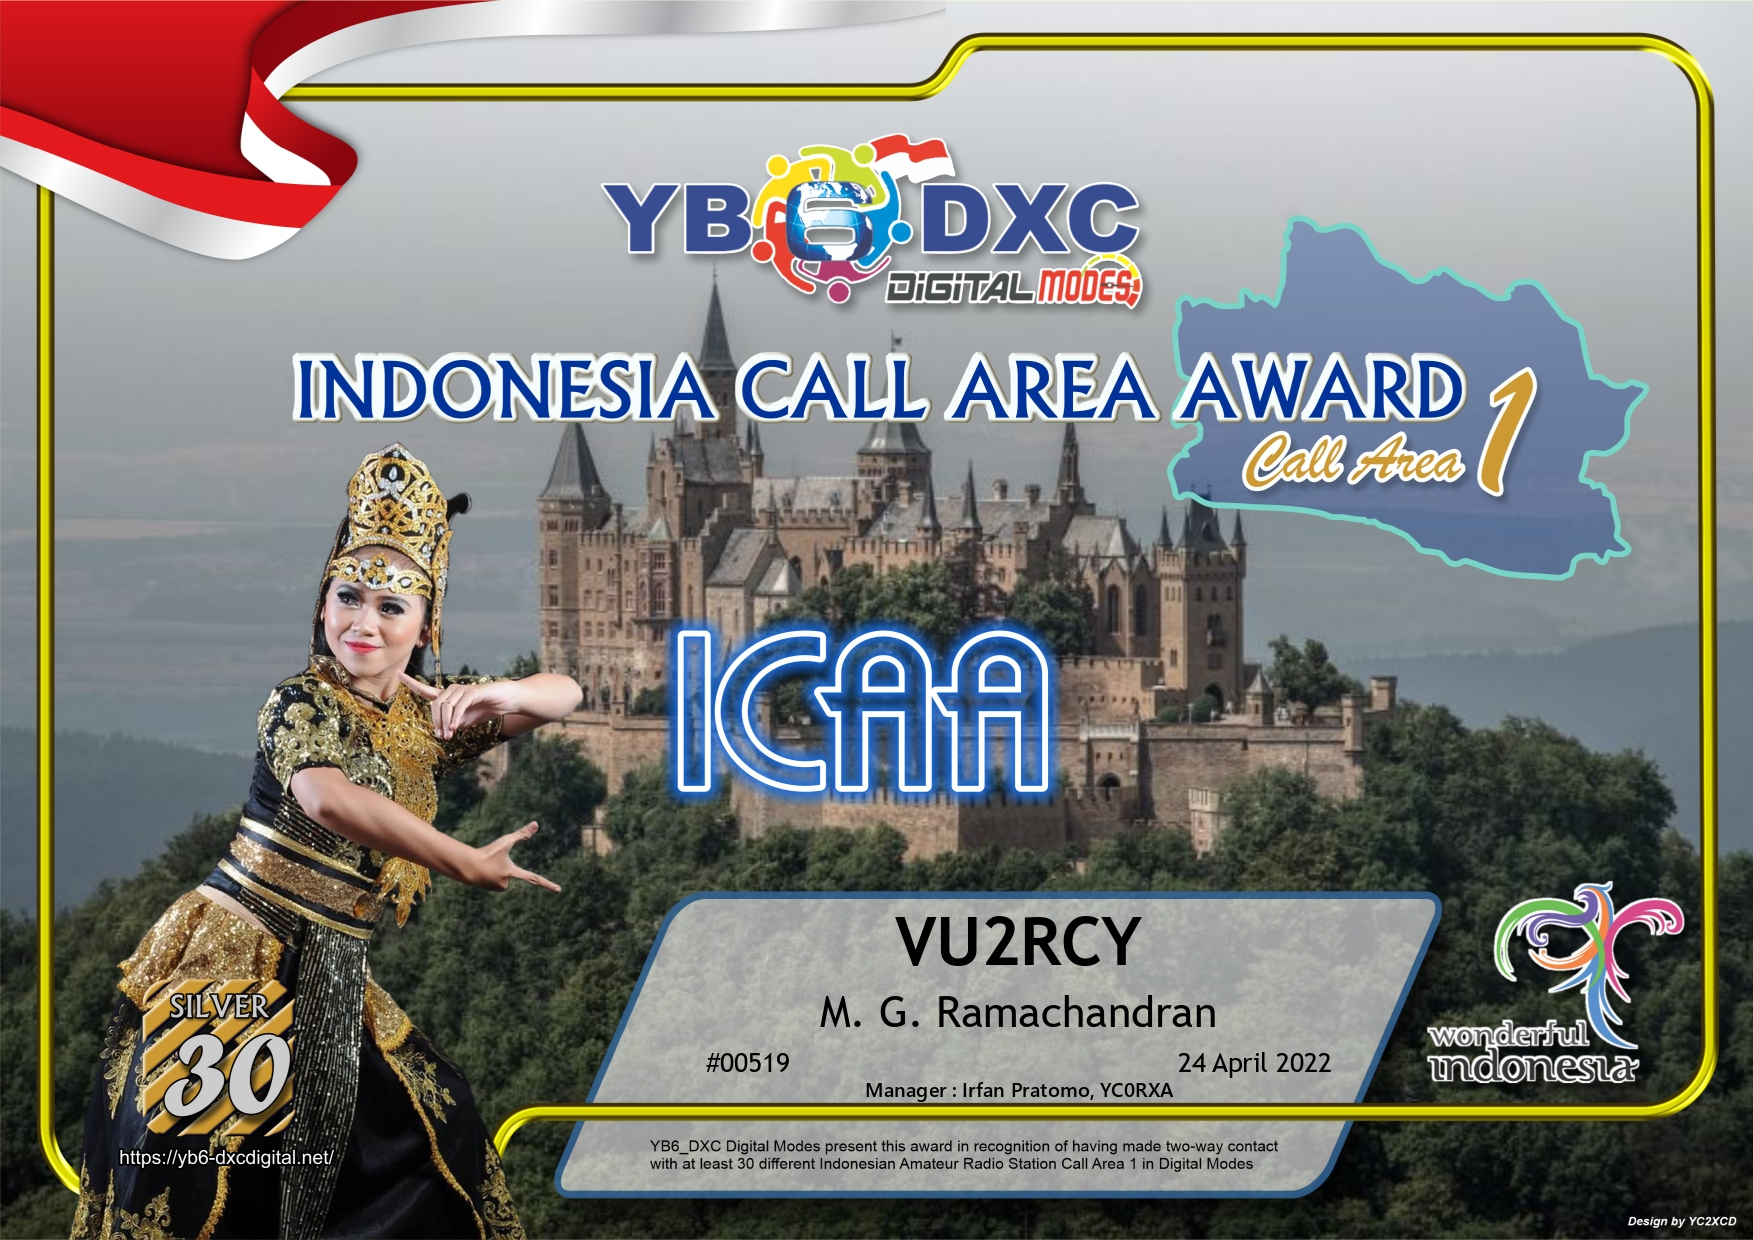 YB6 DXC
DIGITAL MODES
INDONESIA CALL AREA AWARD
Call Area 1
ICAA
VU2RCY
M. G. Ramachandran
#00519 24 April 2022
Manager : Irfan Pratomo, YC0RXA
wonderful
indonesia
SILVER
30
https://yb6-dxcdigital.net/
YB6_DXC Digital Modes present this award in recognition of having made two-way contact
with at least 30 different Indonesian Amateur Radio Station Call Area 1 in Digital Modes
Design by YC2XCD